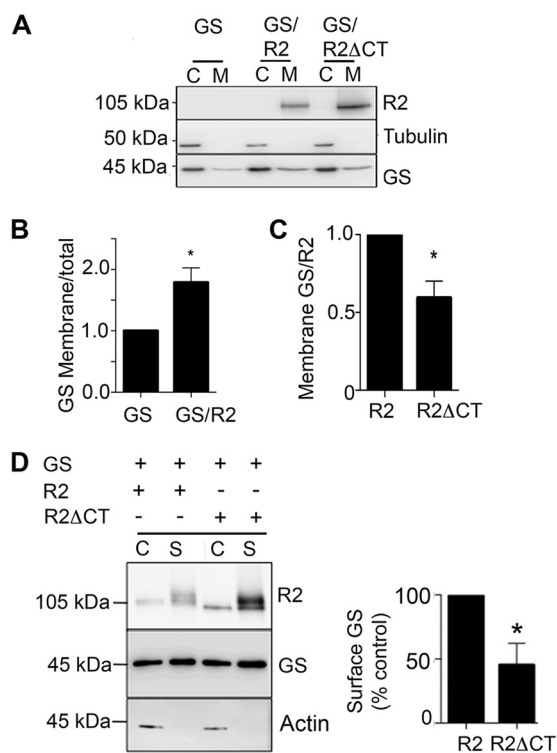 A
GS GS/ GS/
R2 R2ΔCT
C M C M C M
105 kDa R2
50 kDa Tubulin
45 kDa GS
B
GS Membrane/total
2.0
1.0
0.0
*
GS GS/R2
C
Membrane GS/R2
1.0
0.5
0
*
R2 R2ΔCT
D
GS + + + +
R2 + + - -
R2ΔCT - - + +
C S C S
105 kDa R2
45 kDa GS
45 kDa Actin
Surface GS
(% control)
100
50
0
*
R2 R2ΔCT